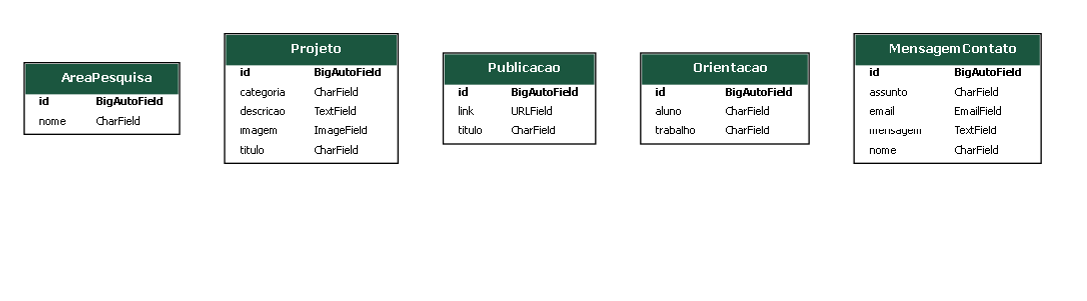 AreaPesquisa
id BigAutoField
nome CharField
Projeto
id BigAutoField
categoria CharField
descricao TextField
imagem ImageField
titulo CharField
Publicacao
id BigAutoField
link URLField
titulo CharField
Orientacao
id BigAutoField
aluno CharField
trabalho CharField
MensagemContato
id BigAutoField
assunto CharField
email EmailField
mensagem TextField
nome CharField